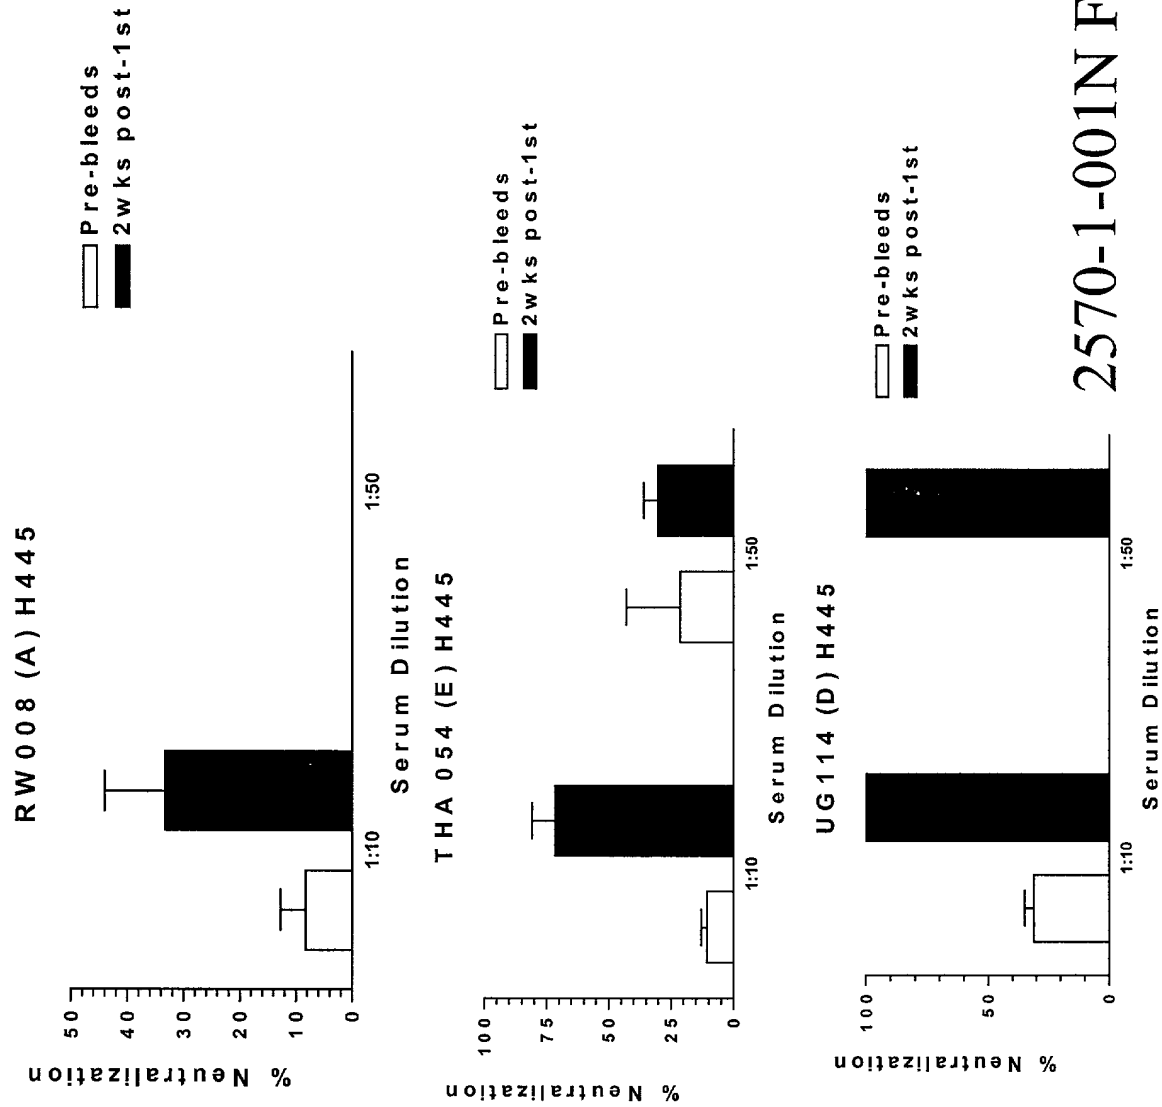 RW008 (A) H445
Pre-bleeds
2wks post-1st
% Neutralization
50
40
30
20
10
0
1:10
1:50
Serum Dilution
THA 054 (E) H445
Pre-bleeds
2wks post-1st
% Neutralization
100
75
50
25
0
1:10
1:50
Serum Dilution
UG114 (D) H445
Pre-bleeds
2wks post-1st
% Neutralization
100
50
0
1:10
1:50
Serum Dilution
2570-1-001N F